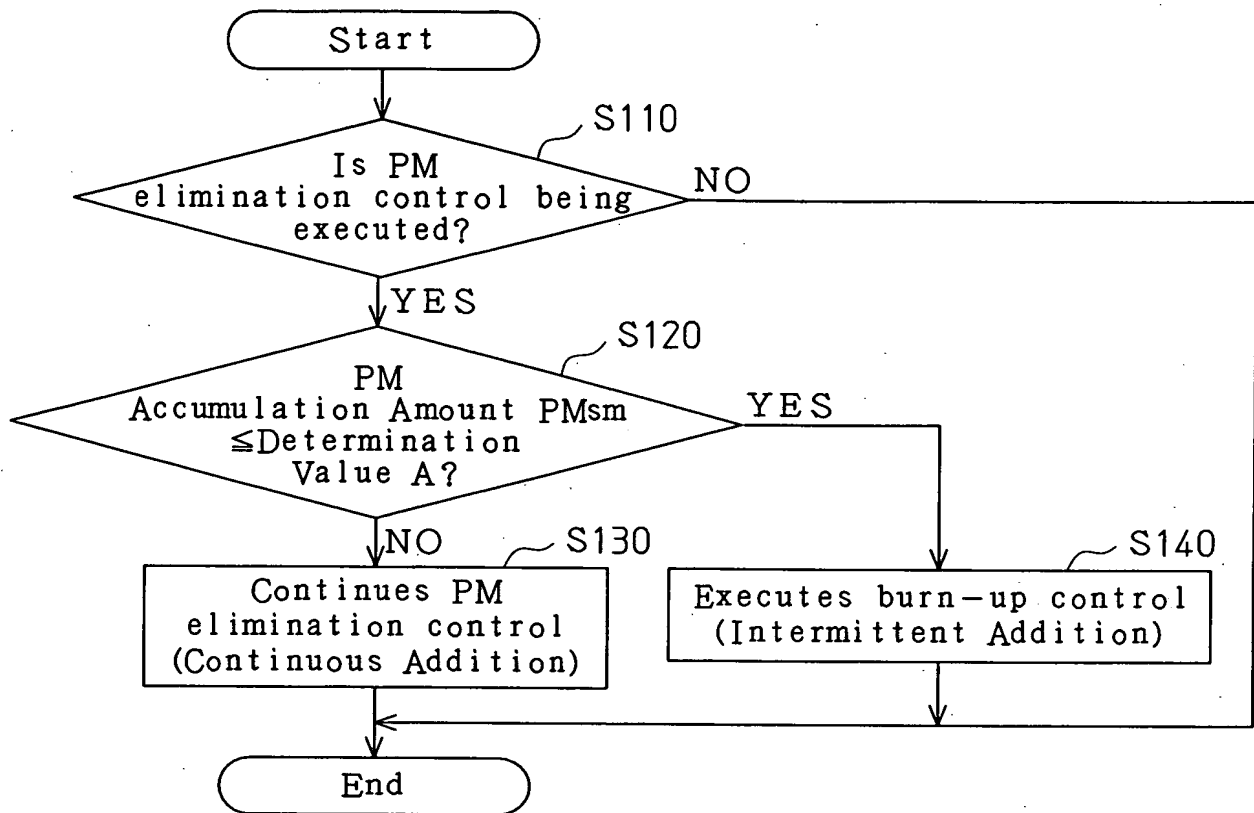 Start
S110
Is PM
elimination control being
executed?
NO
YES
S120
PM
Accumulation Amount PMsm
≦Determination
Value A?
YES
NO
S130
Continues PM
elimination control
(Continuous Addition)
S140
Executes burn-up control
(Intermittent Addition)
End